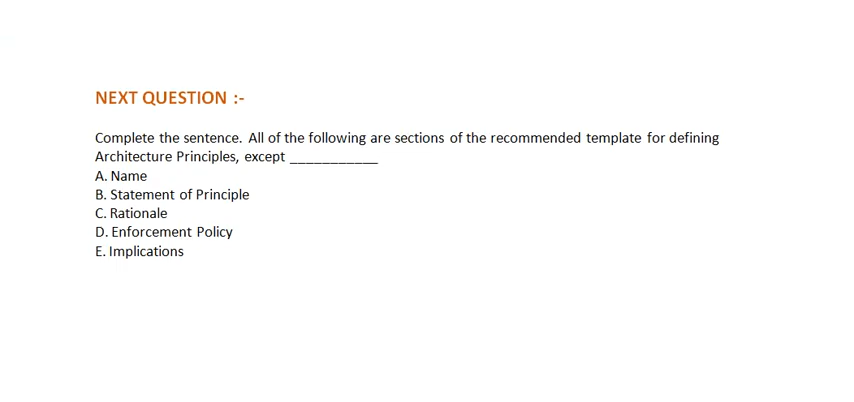 NEXT QUESTION :-
Complete the sentence. All of the following are sections of the recommended template for defining
Architecture Principles, except ___________
A. Name
B. Statement of Principle
C. Rationale
D. Enforcement Policy
E. Implications